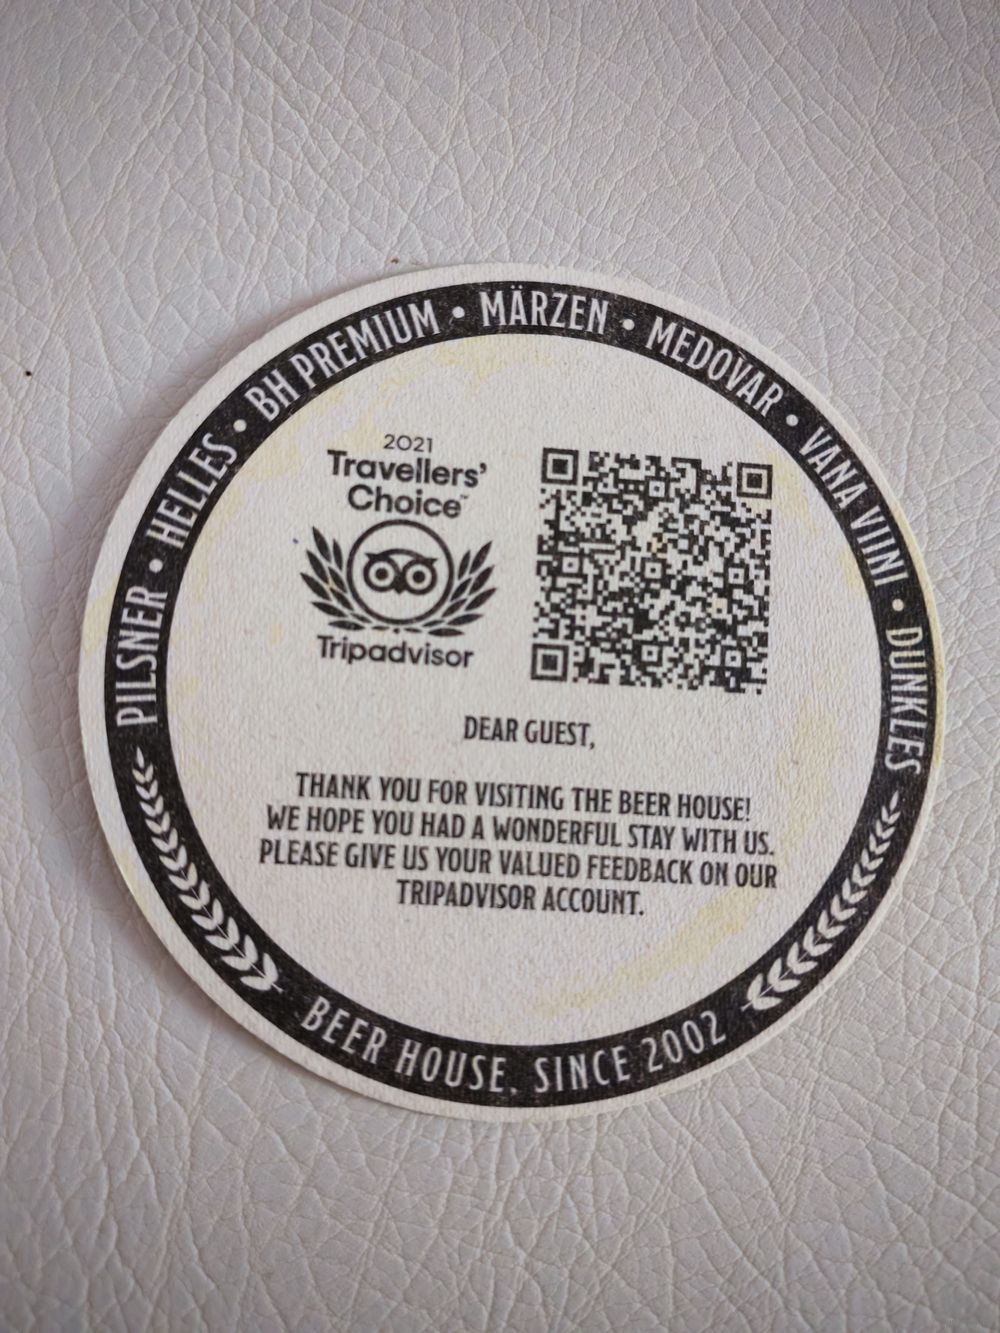 PILSNER • HELLES • BH PREMIUM • MÄRZEN • MEDOVAR • VANA VIINI • DUNKLES
2021
Travellers'
Choice™
Tripadvisor
DEAR GUEST,
THANK YOU FOR VISITING THE BEER HOUSE!
WE HOPE YOU HAD A WONDERFUL STAY WITH US.
PLEASE GIVE US YOUR VALUED FEEDBACK ON OUR
TRIPADVISOR ACCOUNT.
BEER HOUSE, SINCE 2002